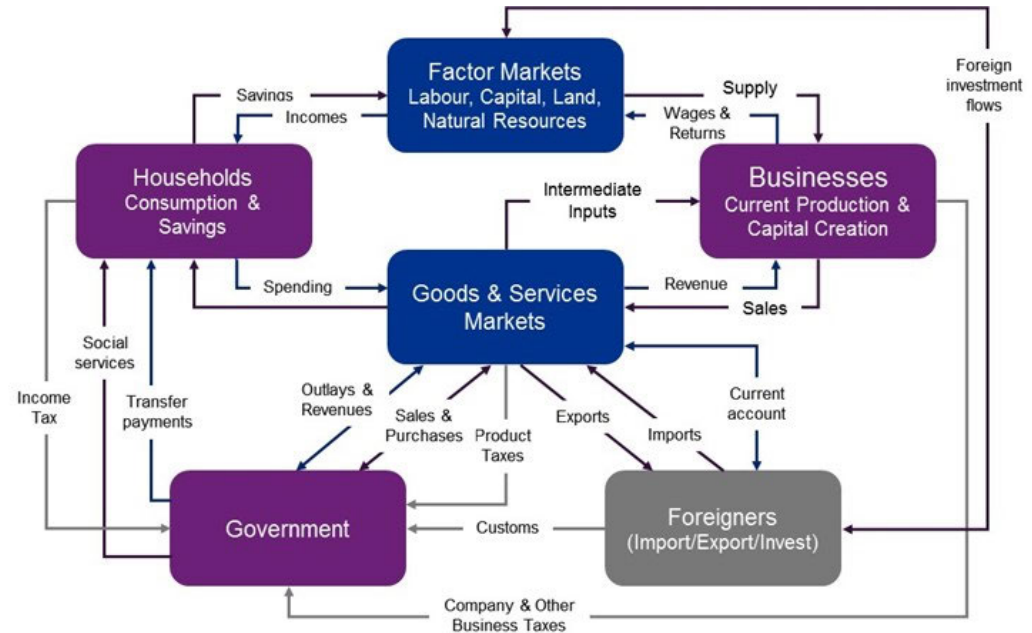 Factor Markets
Labour, Capital, Land,
Natural Resources
Foreign
investment
flows
Savings
Incomes
Supply
Wages &
Returns
Households
Consumption &
Savings
Businesses
Current Production &
Capital Creation
Intermediate
Inputs
Spending
Goods & Services
Markets
Revenue
Sales
Social
services
Income
Tax
Transfer
payments
Outlays &
Revenues
Sales &
Purchases
Product
Taxes
Exports
Imports
Current
account
Government
Customs
Foreigners
(Import/Export/Invest)
Company & Other
Business Taxes